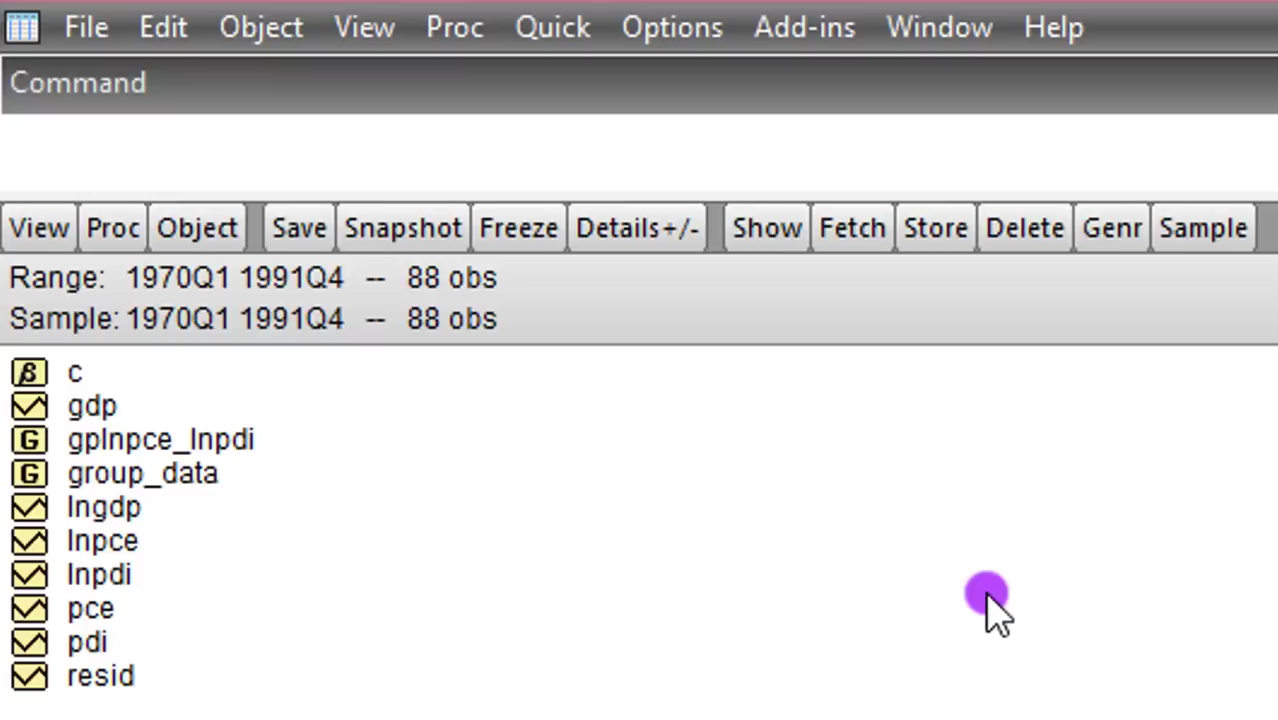 File Edit Object View Proc Quick Options Add-ins Window Help
Command
View Proc Object Save Snapshot Freeze Details+/- Show Fetch Store Delete Genr Sample
Range: 1970Q1 1991Q4 -- 88 obs
Sample: 1970Q1 1991Q4 -- 88 obs
β c
gdp
G gplnpce_lnpdi
G group_data
lngdp
lnpce
lnpdi
pce
pdi
resid